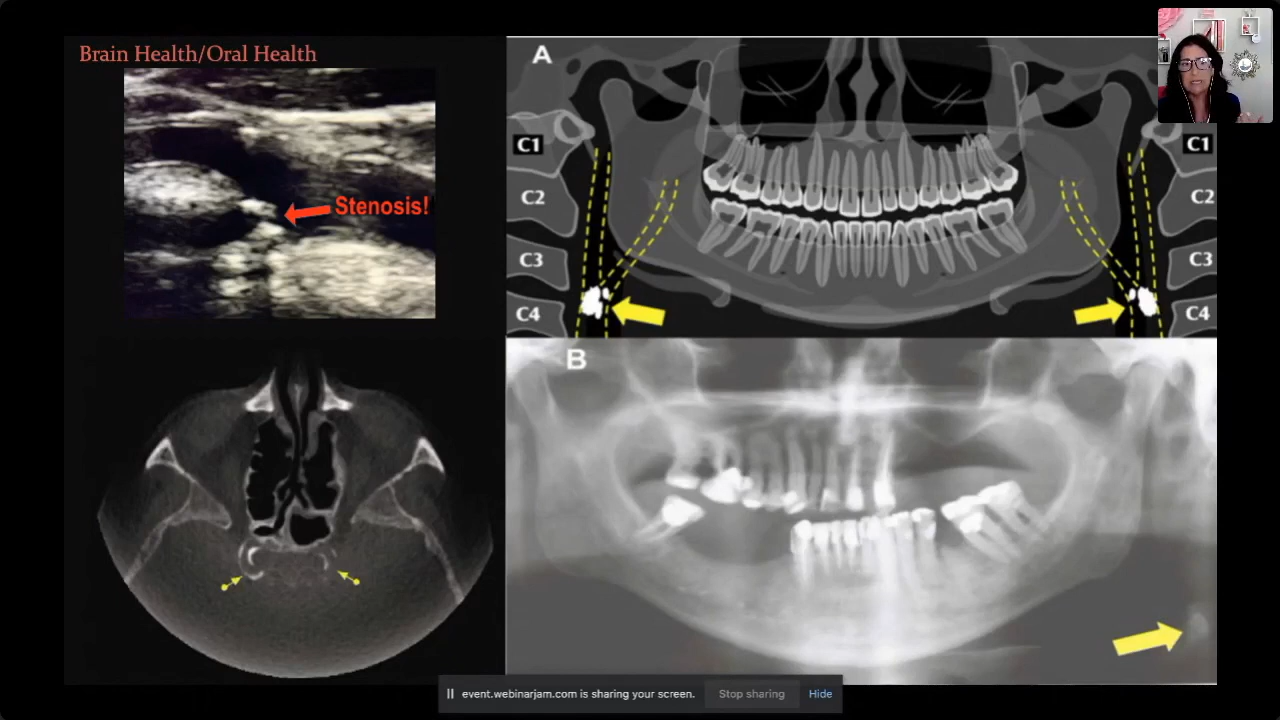 Brain Health/Oral Health
Stenosis!
A
C1
C1
C2
C2
C3
C3
C4
C4
B
event.webinarjam.com is sharing your screen.
Stop sharing
Hide